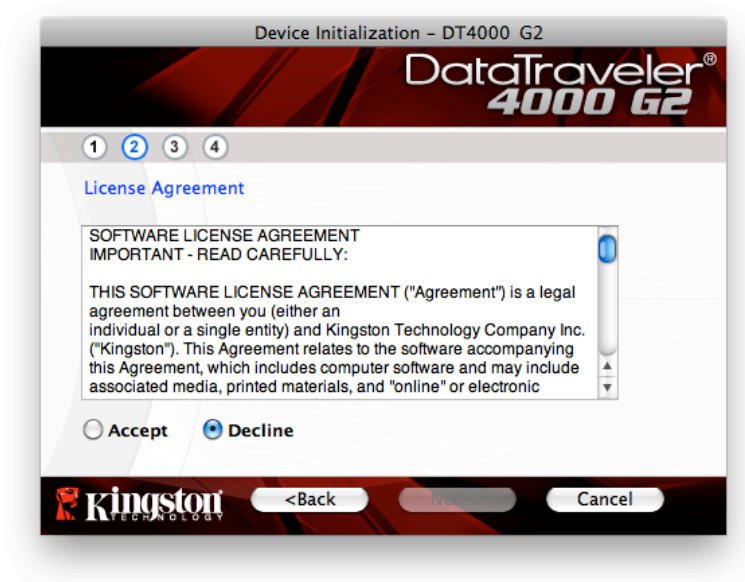 Device Initialization – DT4000 G2
DataTraveler®
4000 G2
1 2 3 4
License Agreement
SOFTWARE LICENSE AGREEMENT
IMPORTANT - READ CAREFULLY:
THIS SOFTWARE LICENSE AGREEMENT ("Agreement") is a legal
agreement between you (either an
individual or a single entity) and Kingston Technology Company Inc.
("Kingston"). This Agreement relates to the software accompanying
this Agreement, which includes computer software and may include
associated media, printed materials, and "online" or electronic
Accept Decline
Kingston
TECHNOLOGY
<Back Cancel